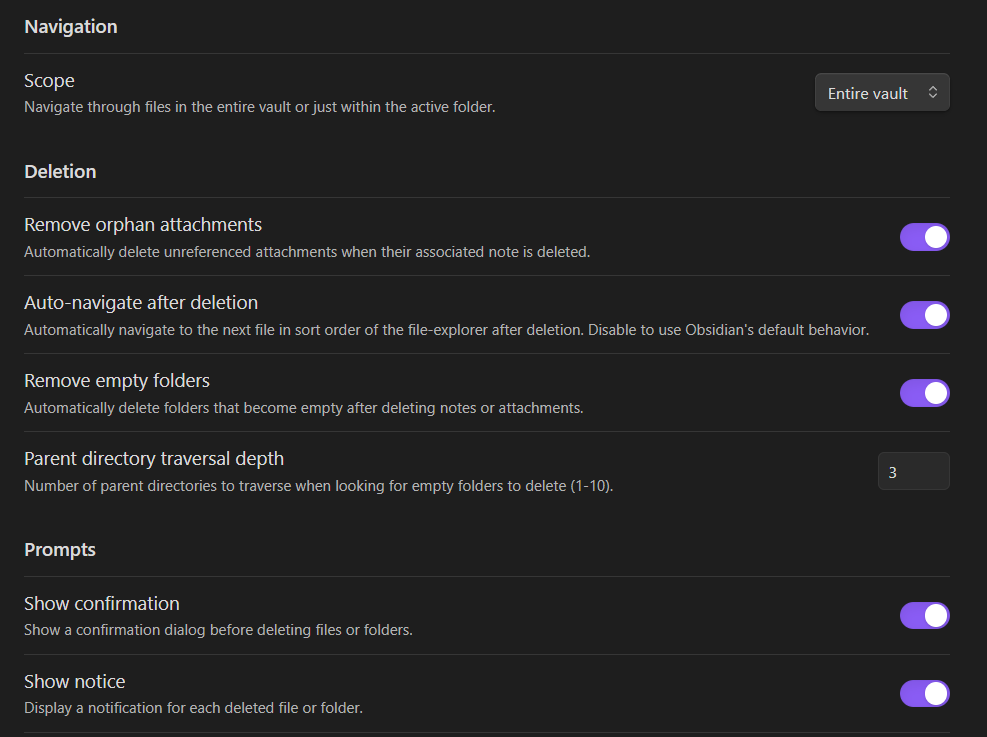 Navigation
Scope
Navigate through files in the entire vault or just within the active folder.
Entire vault
Deletion
Remove orphan attachments
Automatically delete unreferenced attachments when their associated note is deleted.
Auto-navigate after deletion
Automatically navigate to the next file in sort order of the file-explorer after deletion. Disable to use Obsidian's default behavior.
Remove empty folders
Automatically delete folders that become empty after deleting notes or attachments.
Parent directory traversal depth
Number of parent directories to traverse when looking for empty folders to delete (1-10).
3
Prompts
Show confirmation
Show a confirmation dialog before deleting files or folders.
Show notice
Display a notification for each deleted file or folder.